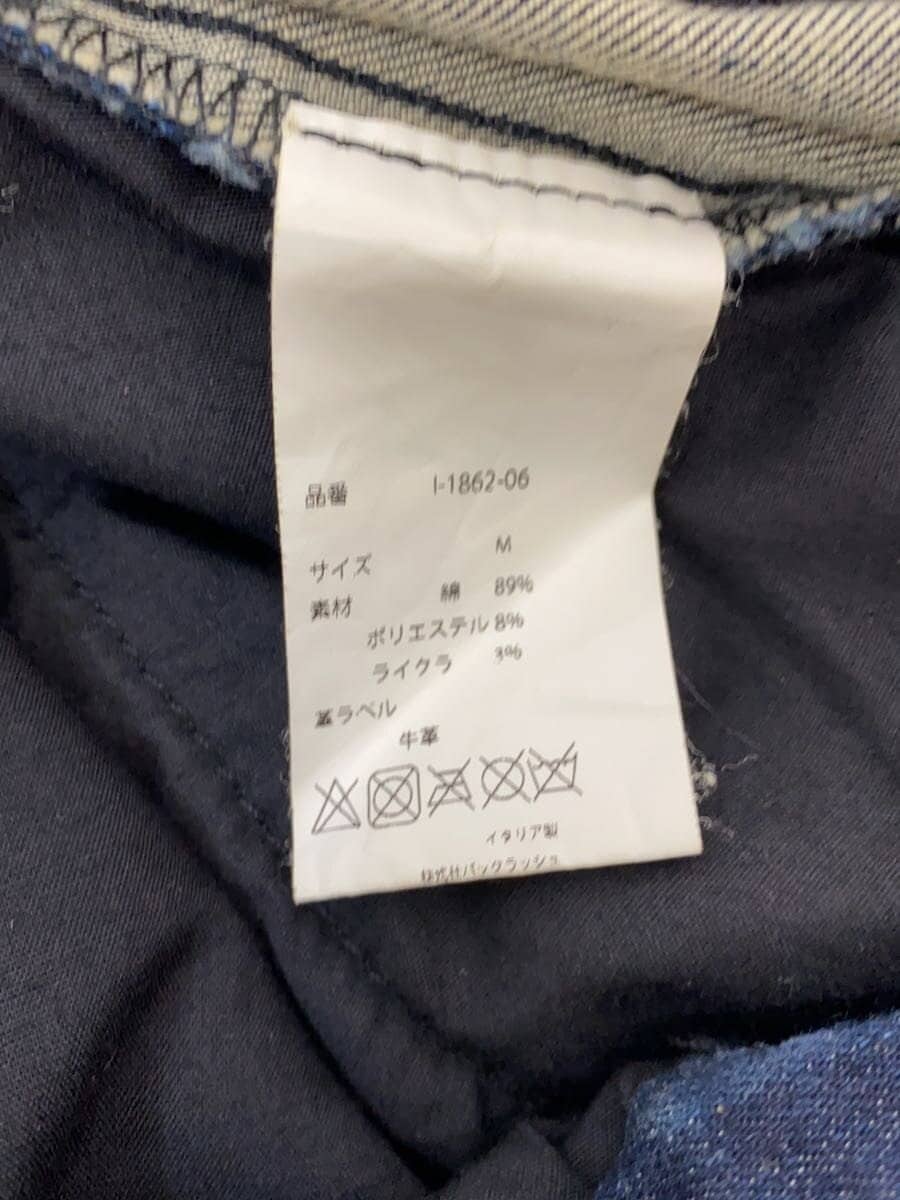 品番 I-1862-06
サイズ M
素材 綿 89%
ポリエステル 8%
ライクラ 3%
革ラベル
牛革
イタリア製
株式会社バックラッシュ